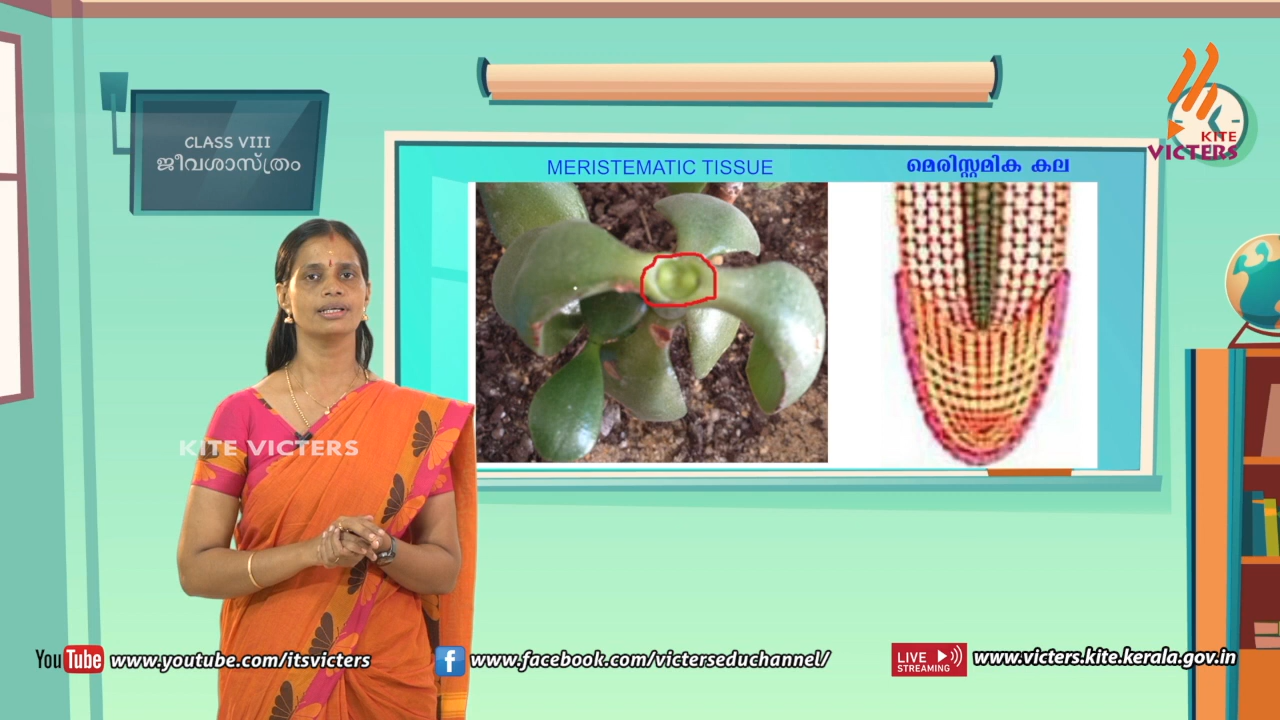 CLASS VIII
ജീവശാസ്ത്രം
MERISTEMATIC TISSUE
മെരിസ്റ്റമിക കല
KITE
VICTERS
KITE VICTERS
YouTube www.youtube.com/itsvicters
f www.facebook.com/victerseduchannel/
LIVE
STREAMING
www.victers.kite.kerala.gov.in